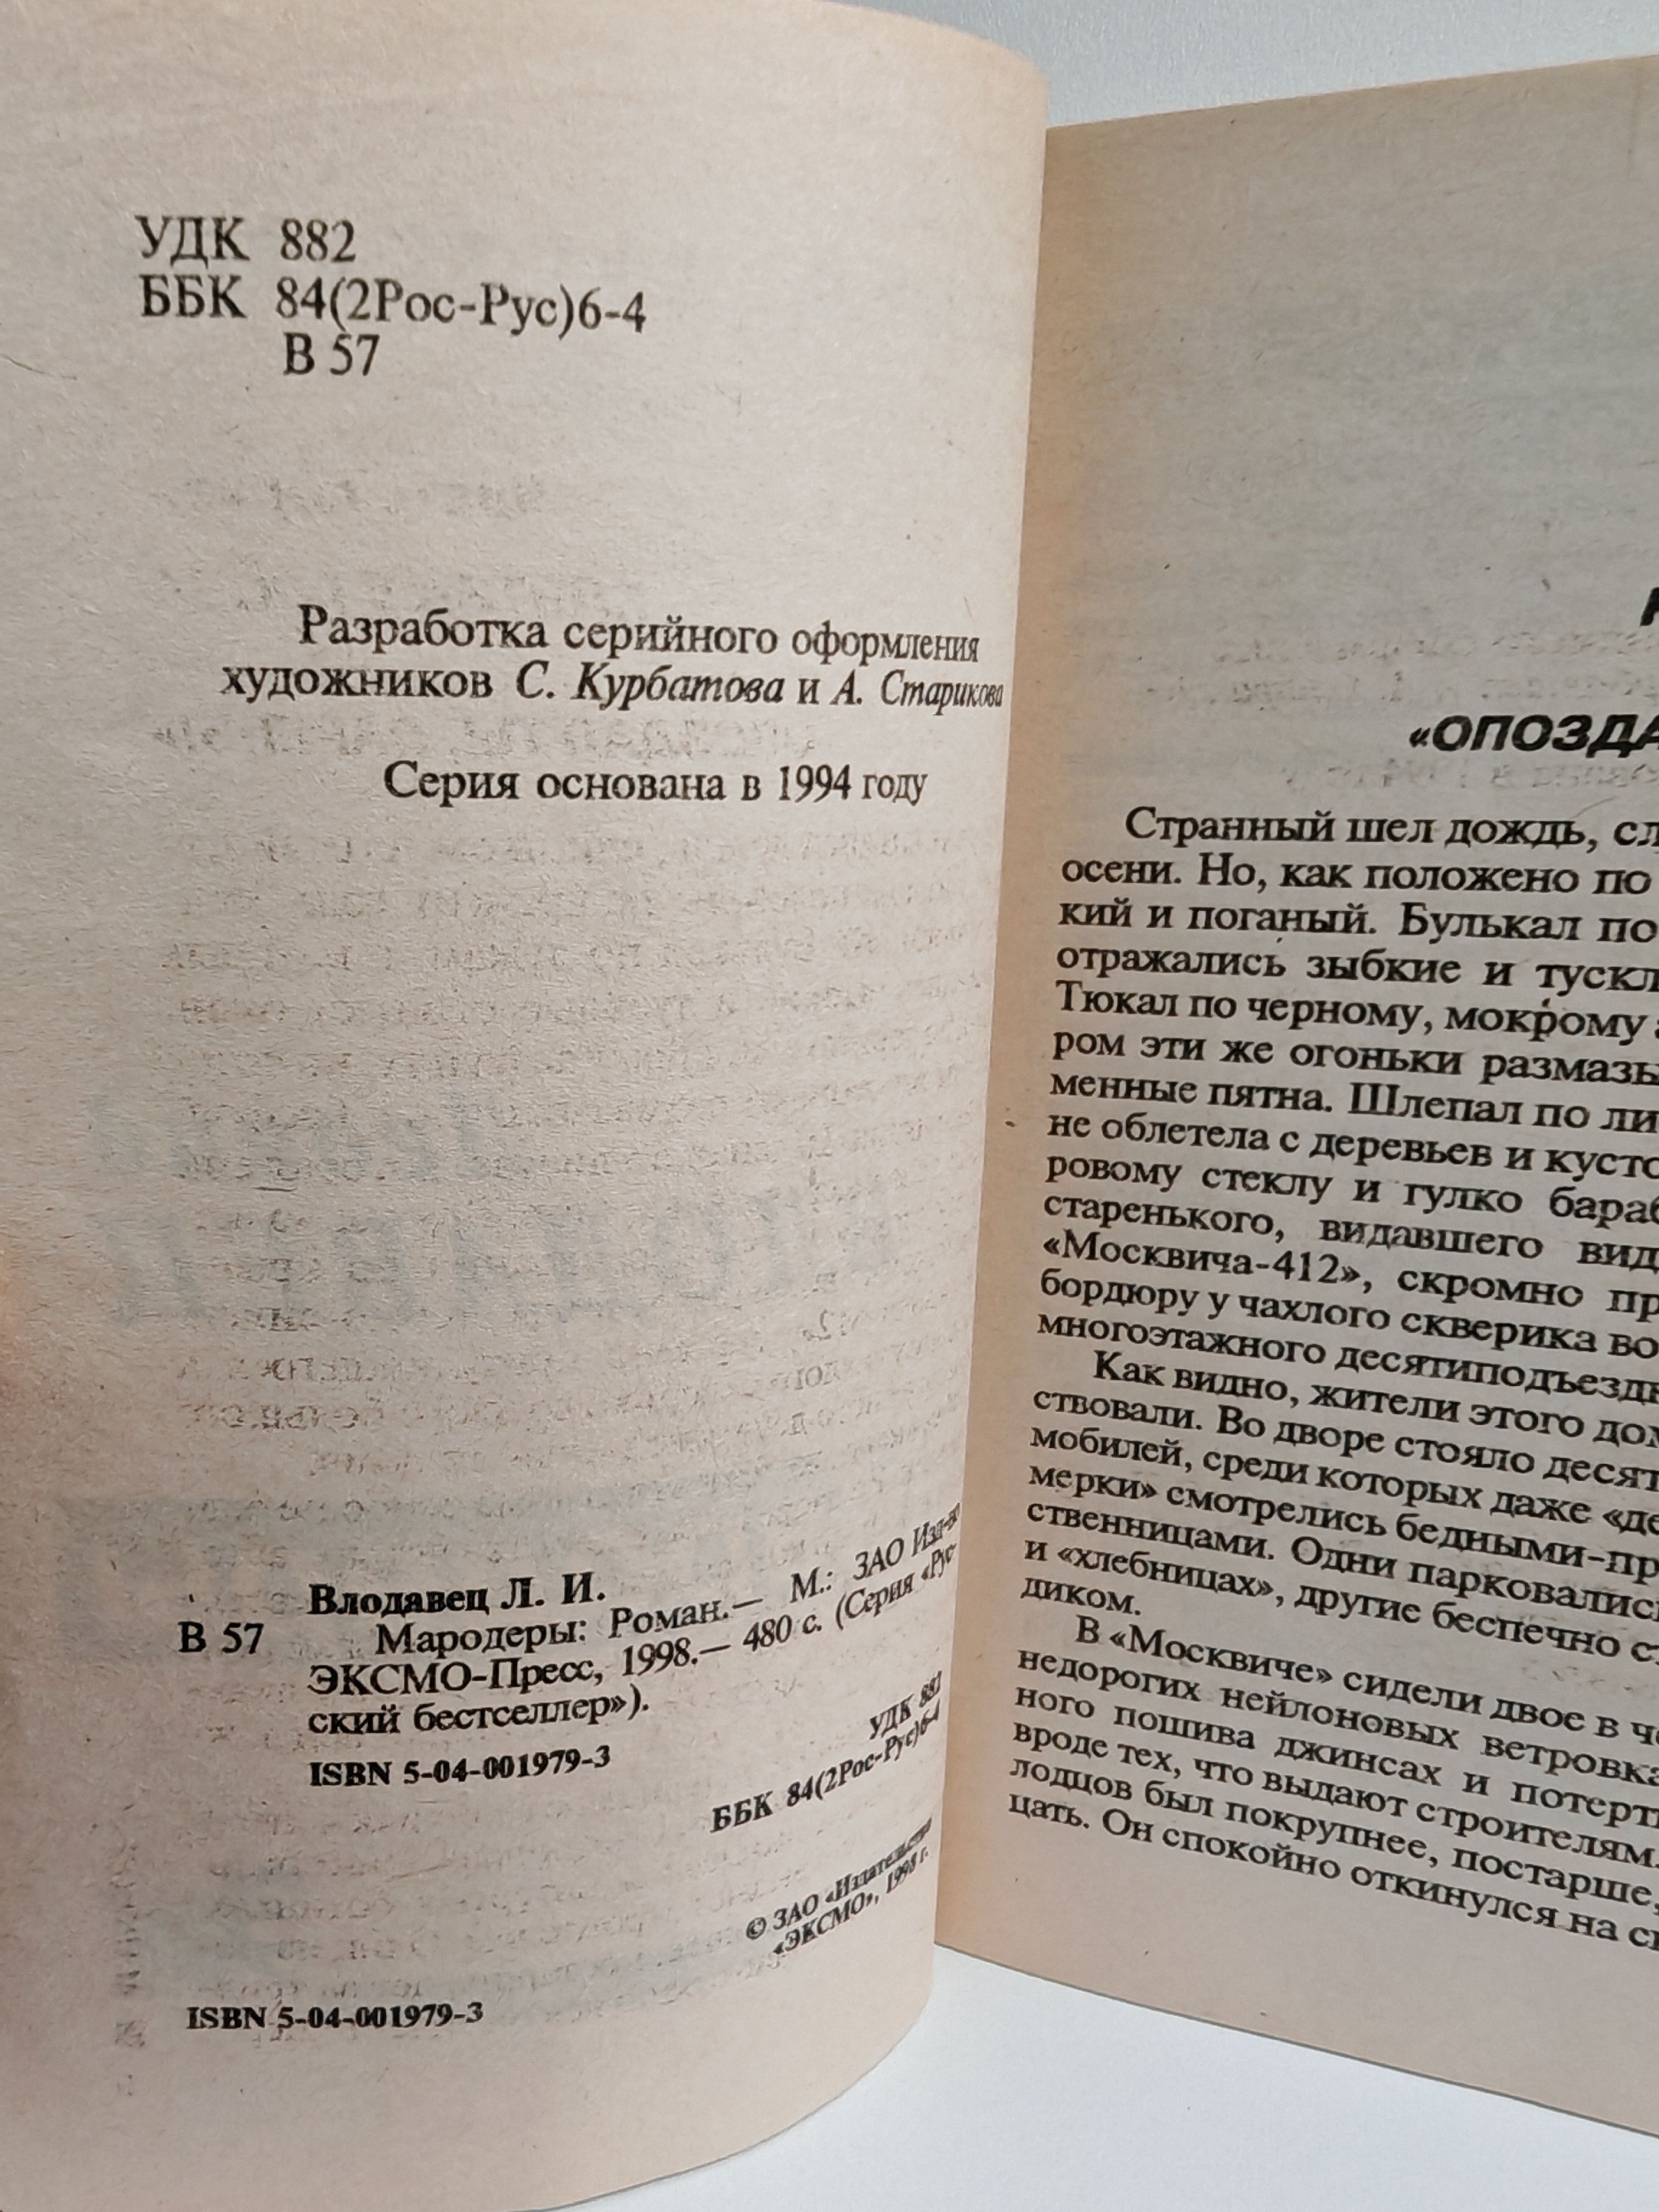 УДК 882
ББК 84(2Рос-Рус)6-4
В 57
Разработка серийного оформления
художников С. Курбатова и А. Старикова
Серия основана в 1994 году
Влодавец Л. И.
В 57 Мародеры: Роман.— М.: ЗАО Изд-во
ЭКСМО-Пресс, 1998.— 480 с. (Серия «Рус-
ский бестселлер»).
ISBN 5-04-001979-3
УДК 882
ББК 84(2Рос-Рус)6-4
© ЗАО «Издательство
«ЭКСМО», 1998 г.
ISBN 5-04-001979-3
«ОПОЗДА
Странный шел дождь, сл
осени. Но, как положено по
кий и поганый. Булькал по
отражались зыбкие и тускл
Тюкал по черному, мокрому
ром эти же огоньки размазы
менные пятна. Шлепал по ли
не облетела с деревьев и кусто
ровому стеклу и гулко бараб
старенького, видавшего вид
«Москвича-412», скромно пр
бордюру у чахлого скверика во
многоэтажного десятиподъездн
Как видно, жители этого дом
ствовали. Во дворе стояло десят
мобилей, среди которых даже «де
мерки» смотрелись бедными-пр
ственницами. Одни парковались
и «хлебницах», другие беспечно ст
диком.
В «Москвиче» сидели двое в че
недорогих нейлоновых ветровка
ного пошива джинсах и потерты
вроде тех, что выдают строителям.
лодцов был покрупнее, постарше,
цать. Он спокойно откинулся на си